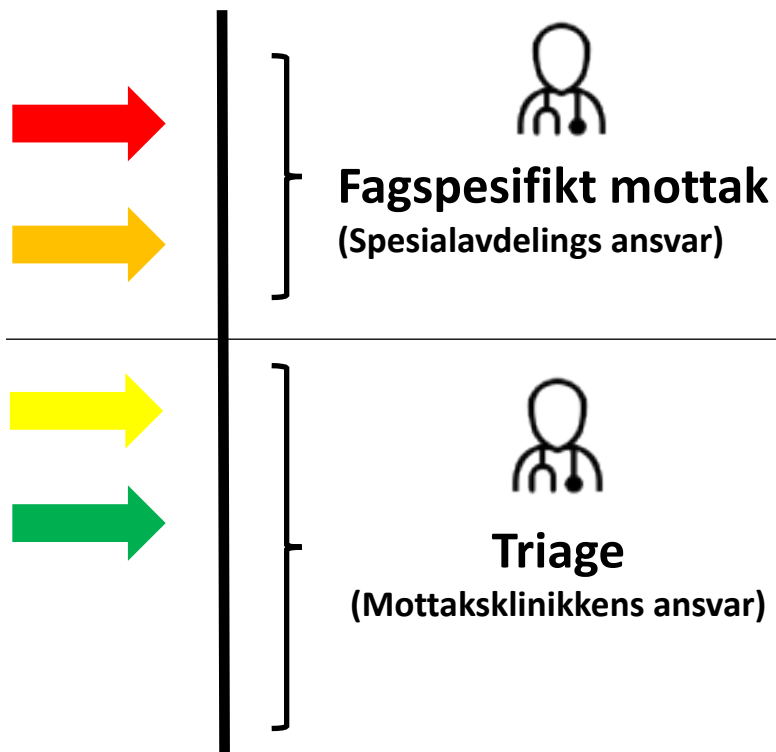 Fagspesifikt mottak
(Spesialavdelings ansvar)
Triage
(Mottaksklinikkens ansvar)